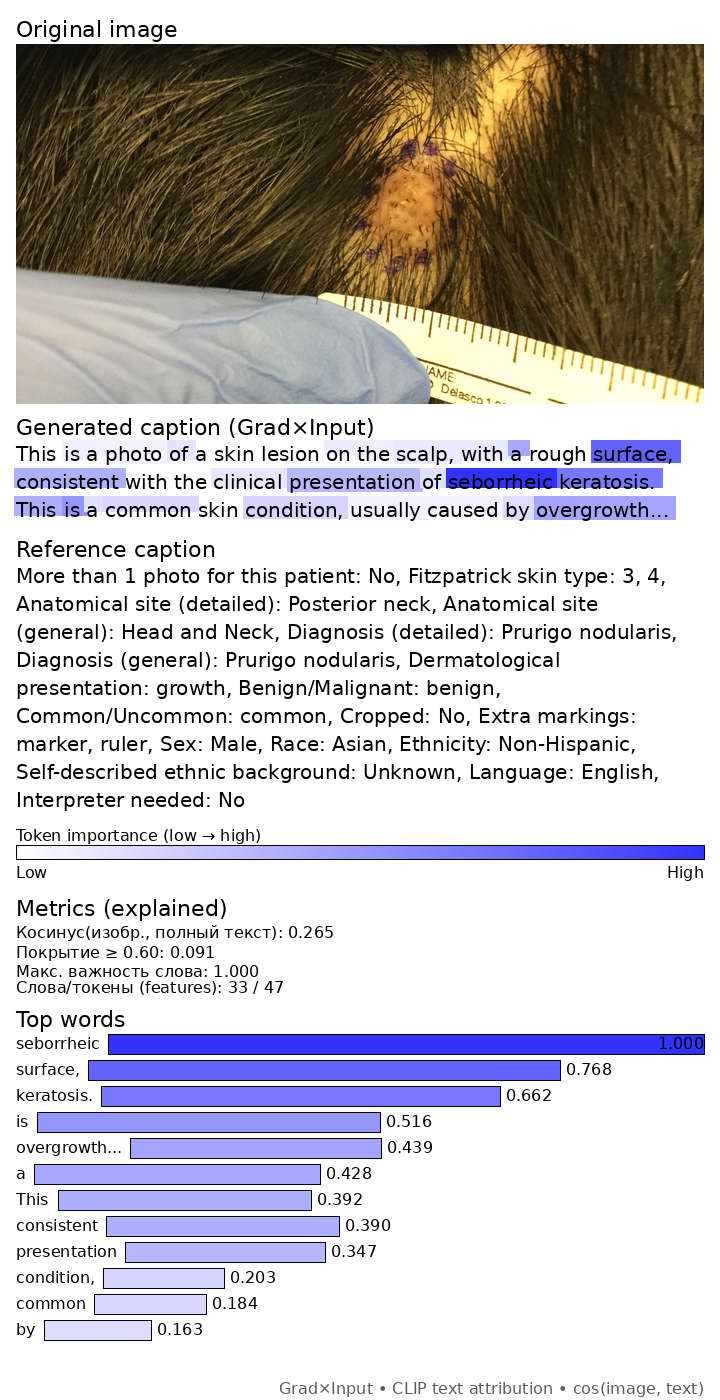 Original image
NAME
Delasco
Generated caption (Grad×Input)
This is a photo of a skin lesion on the scalp, with a rough surface,
consistent with the clinical presentation of seborrheic keratosis.
This is a common skin condition, usually caused by overgrowth...
Reference caption
More than 1 photo for this patient: No, Fitzpatrick skin type: 3, 4,
Anatomical site (detailed): Posterior neck, Anatomical site
(general): Head and Neck, Diagnosis (detailed): Prurigo nodularis,
Diagnosis (general): Prurigo nodularis, Dermatological
presentation: growth, Benign/Malignant: benign,
Common/Uncommon: common, Cropped: No, Extra markings:
marker, ruler, Sex: Male, Race: Asian, Ethnicity: Non-Hispanic,
Self-described ethnic background: Unknown, Language: English,
Interpreter needed: No
Token importance (low → high)
Low High
Metrics (explained)
Косинус(изобр., полный текст): 0.265
Покрытие ≥ 0.60: 0.091
Макс. важность слова: 1.000
Слова/токены (features): 33 / 47
Top words
seborrheic 1.000
surface, 0.768
keratosis. 0.662
is 0.516
overgrowth... 0.439
a 0.428
This 0.392
consistent 0.390
presentation 0.347
condition, 0.203
common 0.184
by 0.163
Grad×Input • CLIP text attribution • cos(image, text)